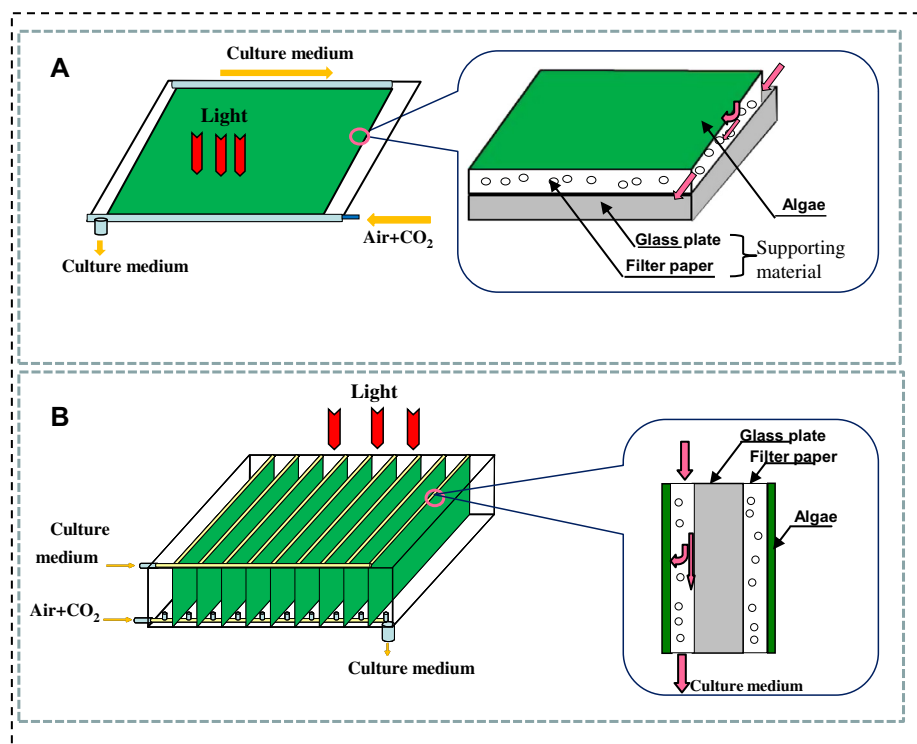 A
Culture medium
Light
Air+CO₂
Culture medium
Algae
Glass plate
Filter paper
Supporting
material
B
Light
Culture
medium
Air+CO₂
Culture medium
Glass plate
Filter paper
Algae
Culture medium